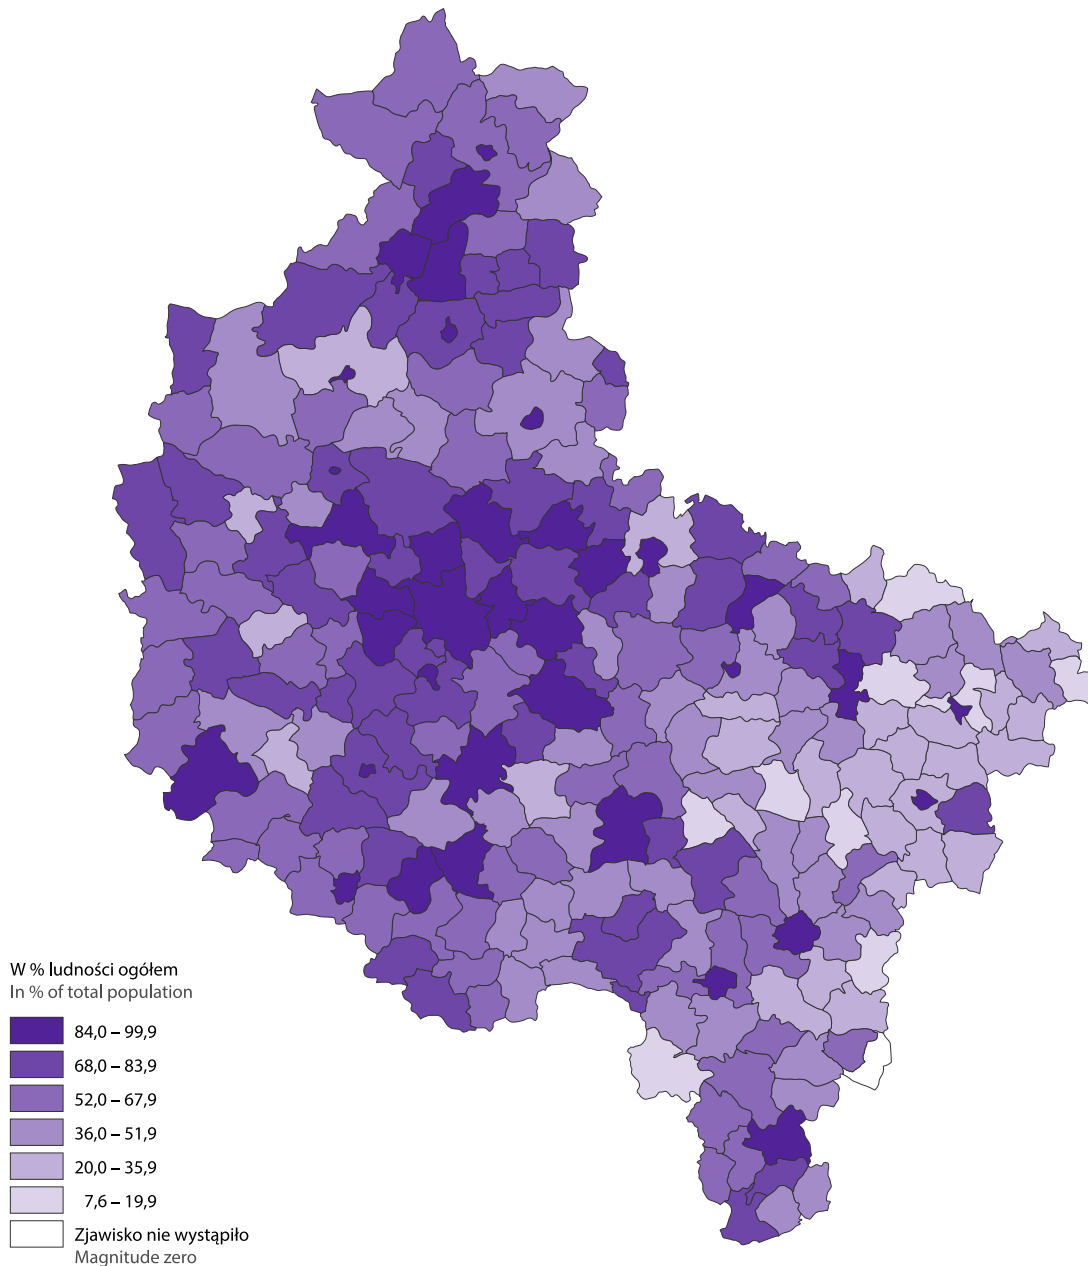 W % ludności ogółem
In % of total population
84,0 – 99,9
68,0 – 83,9
52,0 – 67,9
36,0 – 51,9
20,0 – 35,9
7,6 – 19,9
Zjawisko nie wystąpiło
Magnitude zero